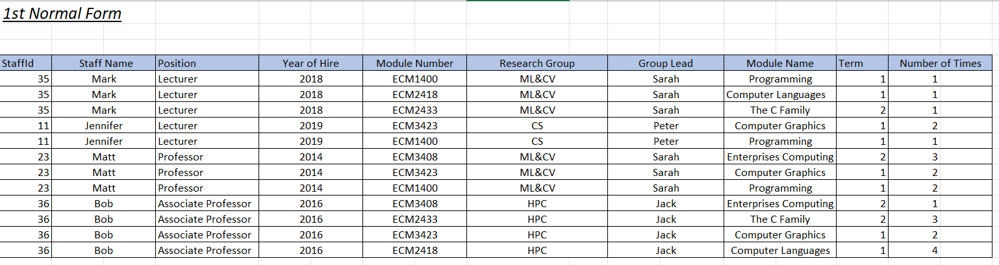 1st Normal Form
StaffId Staff Name Position Year of Hire Module Number Research Group Group Lead Module Name Term Number of Times
35 Mark Lecturer 2018 ECM1400 ML&CV Sarah Programming 1 1
35 Mark Lecturer 2018 ECM2418 ML&CV Sarah Computer Languages 1 1
35 Mark Lecturer 2018 ECM2433 ML&CV Sarah The C Family 2 1
11 Jennifer Lecturer 2019 ECM3423 CS Peter Computer Graphics 1 2
11 Jennifer Lecturer 2019 ECM1400 CS Peter Programming 1 1
23 Matt Professor 2014 ECM3408 ML&CV Sarah Enterprises Computing 2 3
23 Matt Professor 2014 ECM3423 ML&CV Sarah Computer Graphics 1 2
23 Matt Professor 2014 ECM1400 ML&CV Sarah Programming 1 2
36 Bob Associate Professor 2016 ECM3408 HPC Jack Enterprises Computing 2 1
36 Bob Associate Professor 2016 ECM2433 HPC Jack The C Family 2 3
36 Bob Associate Professor 2016 ECM3423 HPC Jack Computer Graphics 1 2
36 Bob Associate Professor 2016 ECM2418 HPC Jack Computer Languages 1 4